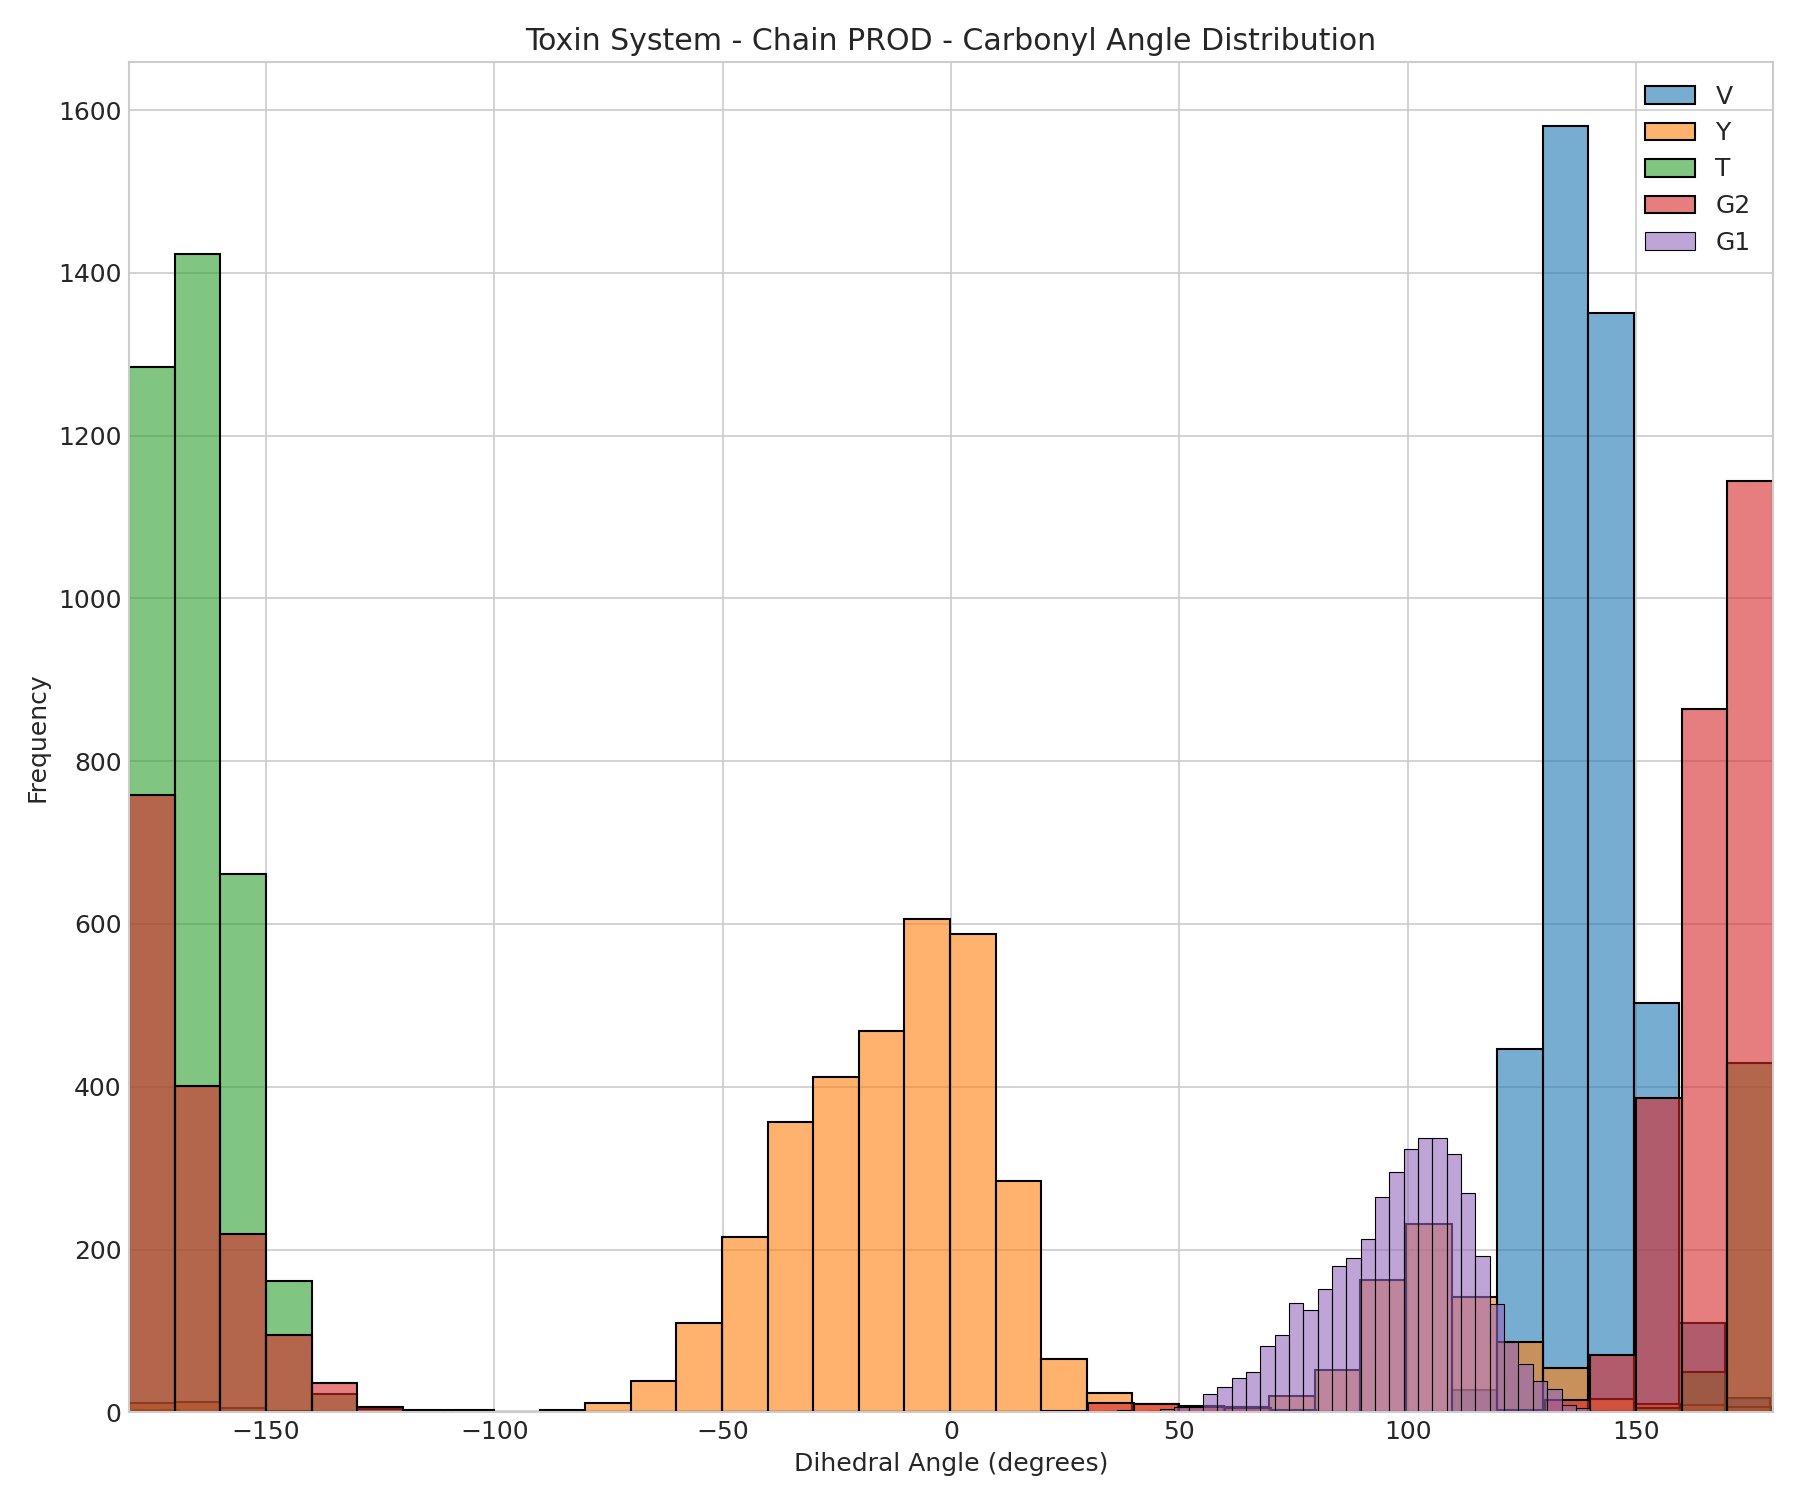 Toxin System - Chain PROD - Carbonyl Angle Distribution
V
Y
T
G2
G1
1600
1400
1200
1000
800
600
400
200
0
Frequency
−150
−100
−50
0
50
100
150
Dihedral Angle (degrees)